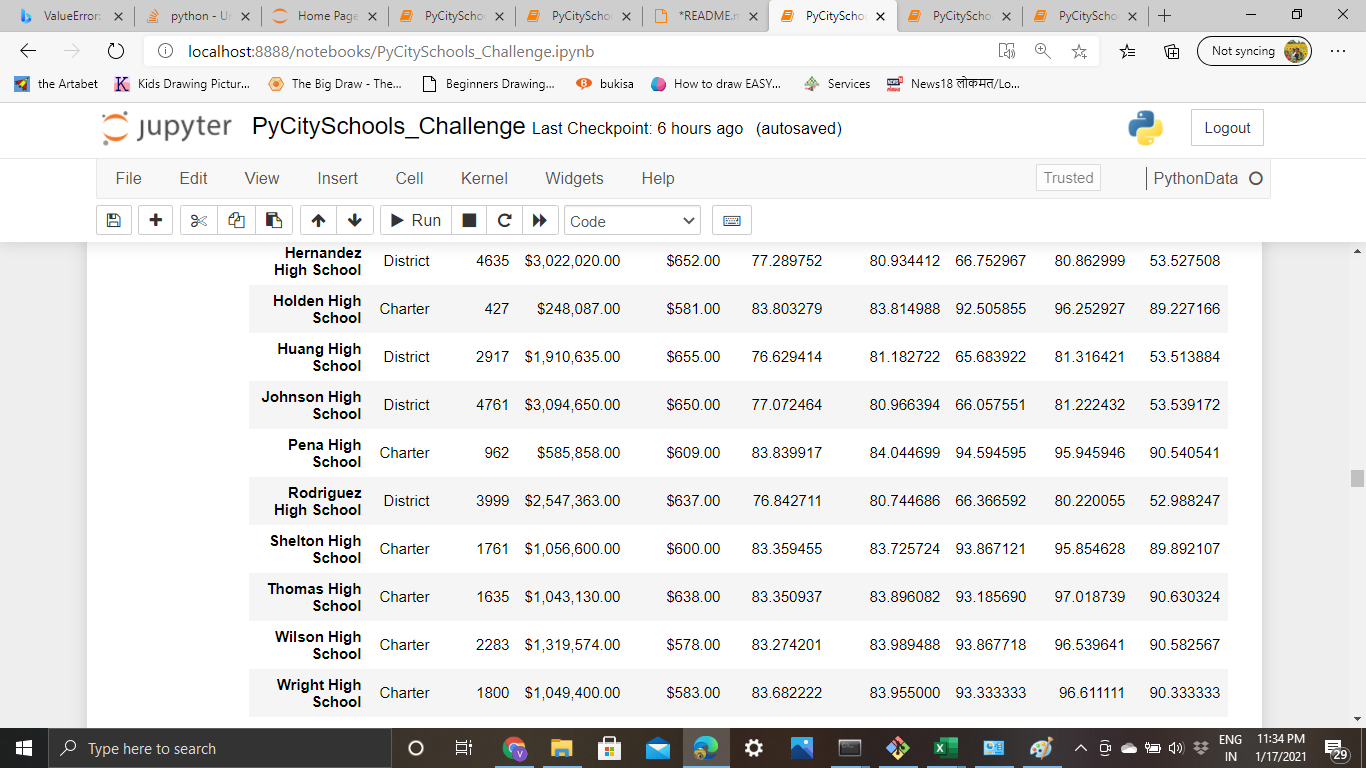 ValueError:
python - U
Home Page
PyCitySchoo
PyCitySchoo
*README.m
PyCityScho
PyCityScho
PyCityScho
localhost:8888/notebooks/PyCitySchools_Challenge.ipynb
Not syncing
the Artabet
Kids Drawing Pictur...
The Big Draw - The...
Beginners Drawing...
bukisa
How to draw EASY...
Services
News18 लोकमत/Lo...
jupyter PyCitySchools_Challenge Last Checkpoint: 6 hours ago (autosaved)
Logout
File Edit View Insert Cell Kernel Widgets Help
Trusted
PythonData
Run
Code
Hernandez
High School District 4635 $3,022,020.00 $652.00 77.289752 80.934412 66.752967 80.862999 53.527508
Holden High
School Charter 427 $248,087.00 $581.00 83.803279 83.814988 92.505855 96.252927 89.227166
Huang High
School District 2917 $1,910,635.00 $655.00 76.629414 81.182722 65.683922 81.316421 53.513884
Johnson High
School District 4761 $3,094,650.00 $650.00 77.072464 80.966394 66.057551 81.222432 53.539172
Pena High
School Charter 962 $585,858.00 $609.00 83.839917 84.044699 94.594595 95.945946 90.540541
Rodriguez
High School District 3999 $2,547,363.00 $637.00 76.842711 80.744686 66.366592 80.220055 52.988247
Shelton High
School Charter 1761 $1,056,600.00 $600.00 83.359455 83.725724 93.867121 95.854628 89.892107
Thomas High
School Charter 1635 $1,043,130.00 $638.00 83.350937 83.896082 93.185690 97.018739 90.630324
Wilson High
School Charter 2283 $1,319,574.00 $578.00 83.274201 83.989488 93.867718 96.539641 90.582567
Wright High
School Charter 1800 $1,049,400.00 $583.00 83.682222 83.955000 93.333333 96.611111 90.333333
Type here to search
ENG
IN
11:34 PM
1/17/2021
29